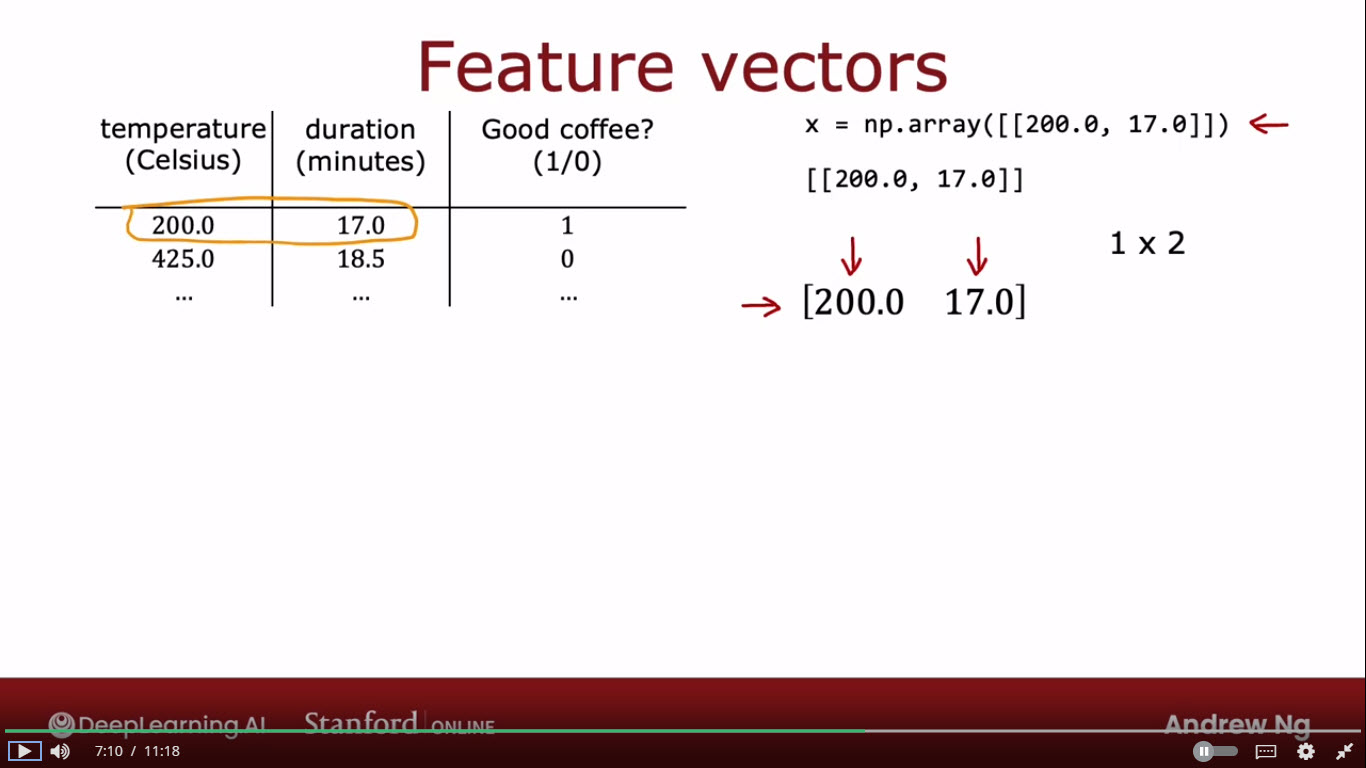 Feature vectors
temperature (Celsius) duration (minutes) Good coffee? (1/0)
200.0 17.0 1
425.0 18.5 0
... ... ...
x = np.array([[200.0, 17.0]])
[[200.0, 17.0]]
1 x 2
[200.0 17.0]
DeepLearning.AI Stanford ONLINE Andrew Ng
7:10 / 11:18